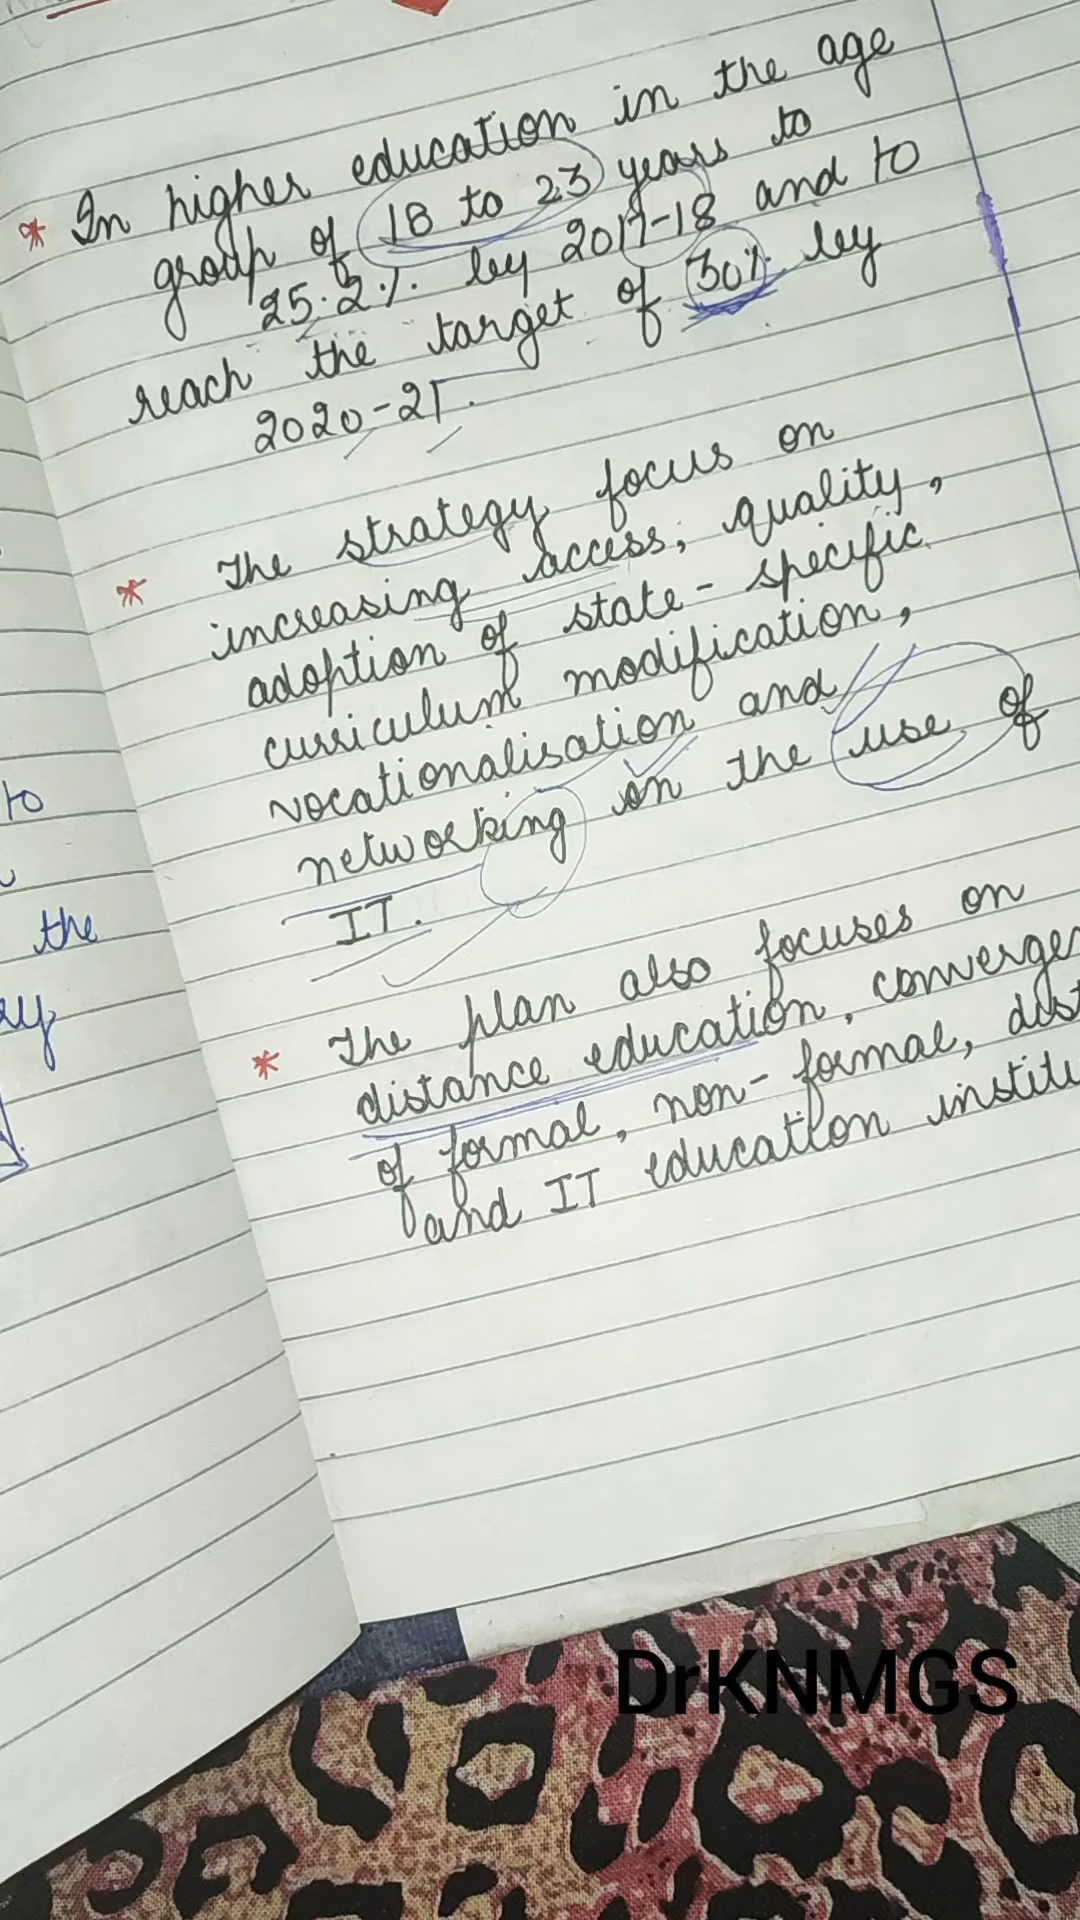 * In higher education in the age
group of 18 to 23 years to
25.2%. by 2017-18 and to
reach the target of 30% by
2020-21.
* The strategy focus on
increasing access, quality,
adoption of state-specific
curriculum modification,
vocationalisation and
networking on the use of
IT.
* The plan also focuses on
distance education, convergen
of formal, non-formal, dist
and IT education institu
to
the
DrKNMGS